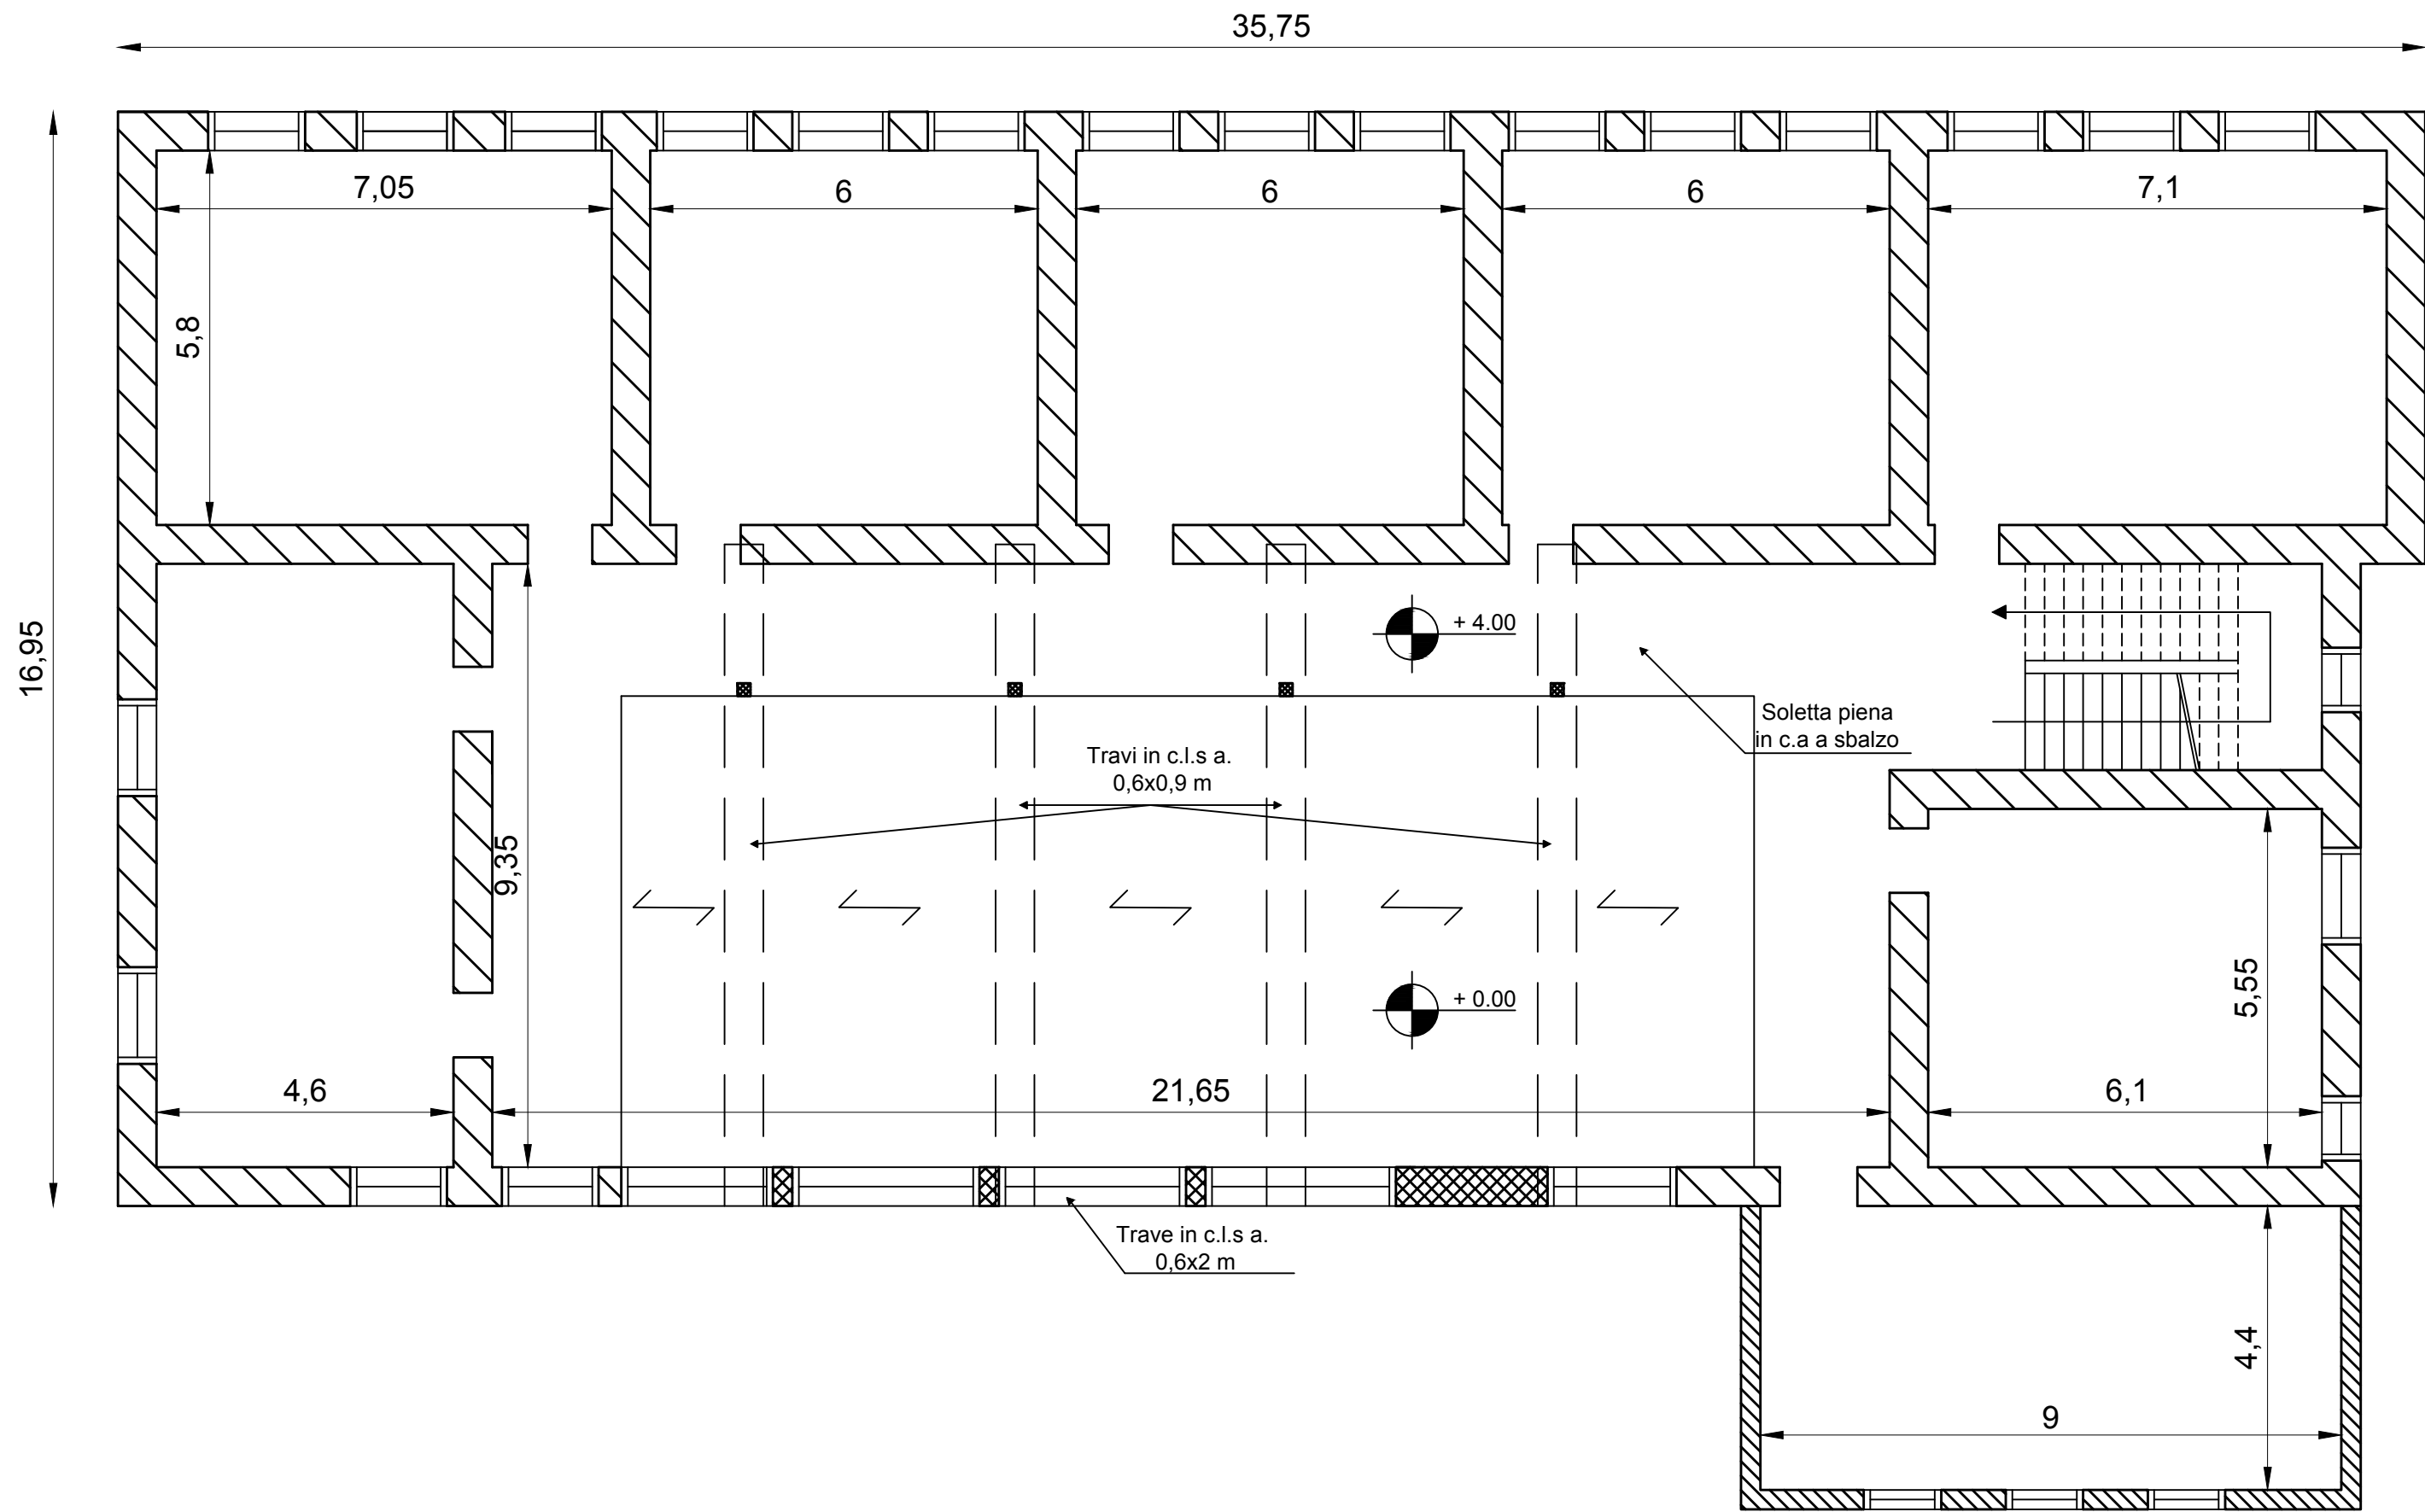 35,75
7,05
6
6
6
7,1
5,8
16,95
+ 4.00
Soletta piena
in c.a a sbalzo
Travi in c.l.s a.
0,6x0,9 m
9,35
+ 0.00
5,55
4,6
21,65
6,1
Trave in c.l.s a.
0,6x2 m
4,4
9